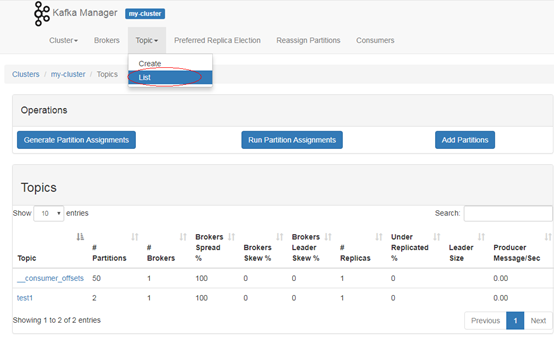 Kafka Manager my-cluster
Cluster Brokers Topic Preferred Replica Election Reassign Partitions Consumers
Create
List
Clusters / my-cluster / Topics
Operations
Generate Partition Assignments Run Partition Assignments Add Partitions
Topics
Show 10 entries Search:
Topic # Partitions # Brokers Brokers Spread % Brokers Skew % Brokers Leader Skew % # Replicas Under Replicated % Leader Size Producer Message/Sec
__consumer_offsets 50 1 100 0 0 1 0 0.00
test1 2 1 100 0 0 1 0 0.00
Showing 1 to 2 of 2 entries Previous 1 Next